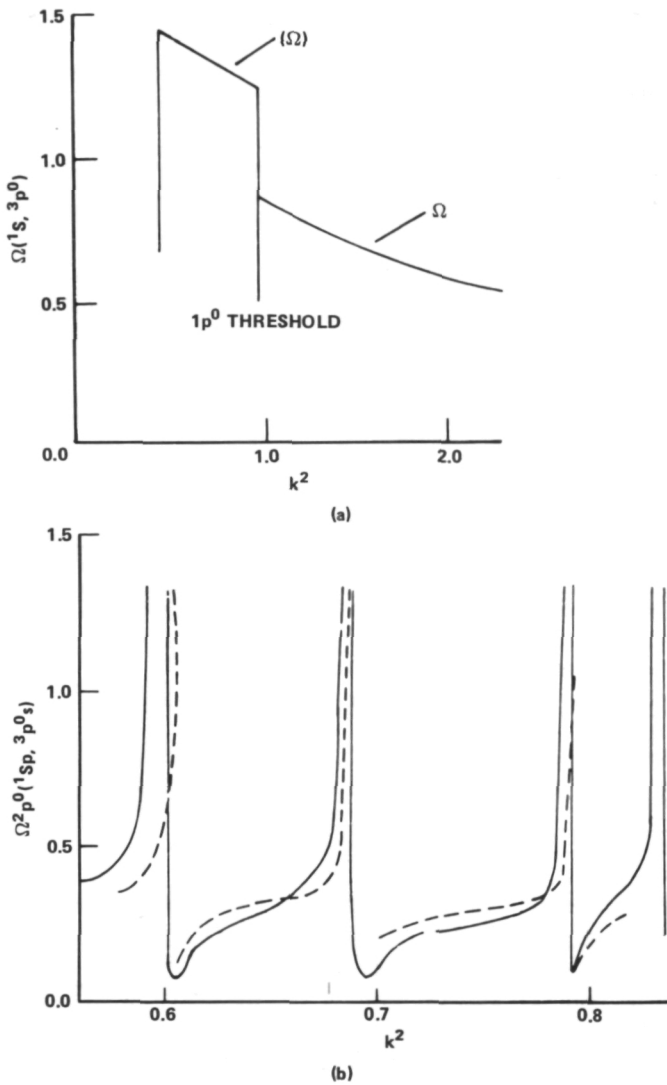 1.5
(Ω)
1.0
Ω(¹S, ³p⁰)
Ω
0.5
1p⁰ THRESHOLD
0.0
1.0
2.0
k²
(a)
1.5
1.0
Ω²p⁰(¹Sp, ³p⁰s)
0.5
0.0
0.6
0.7
0.8
k²
(b)